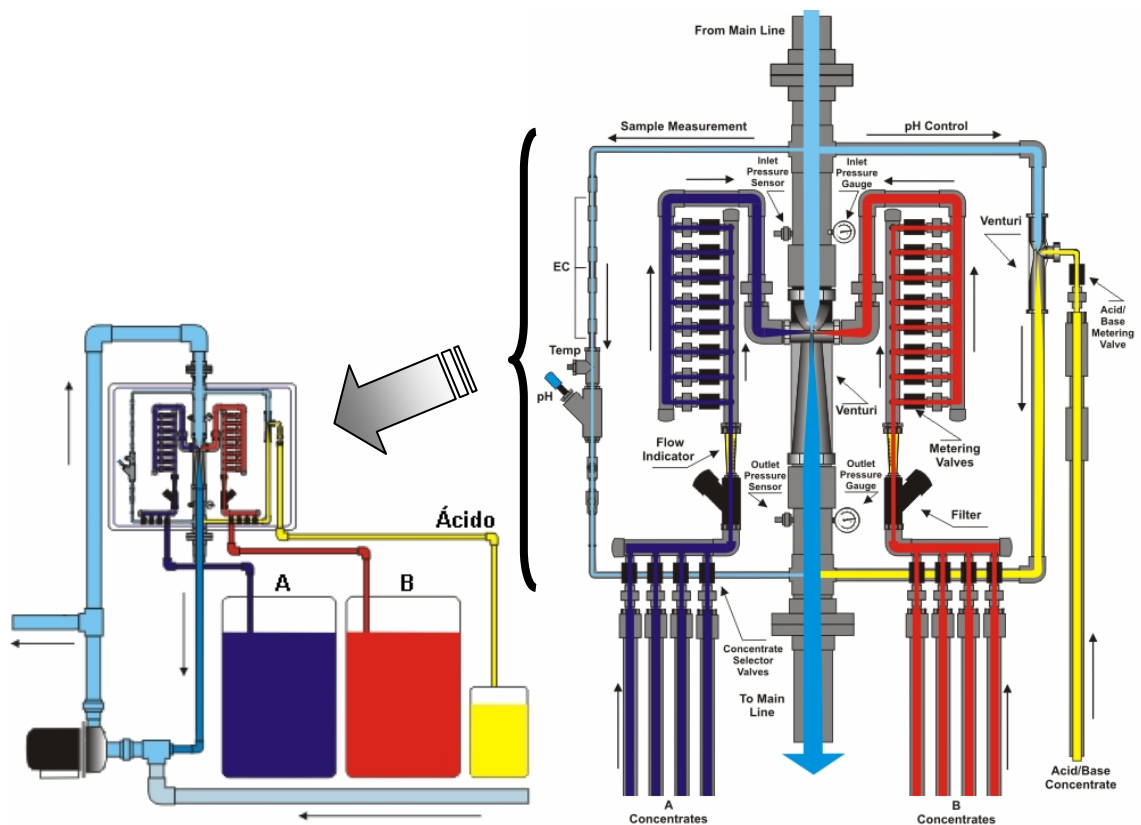 From Main Line
Sample Measurement
pH Control
Inlet
Pressure
Sensor
Inlet
Pressure
Gauge
Venturi
EC
Acid/
Base
Metering
Valve
Temp
pH
Venturi
Flow
Indicator
Metering
Valves
Outlet
Pressure
Sensor
Outlet
Pressure
Gauge
Filter
Ácido
A
B
Concentrate
Selector
Valves
To Main
Line
Acid/Base
Concentrate
A
Concentrates
B
Concentrates